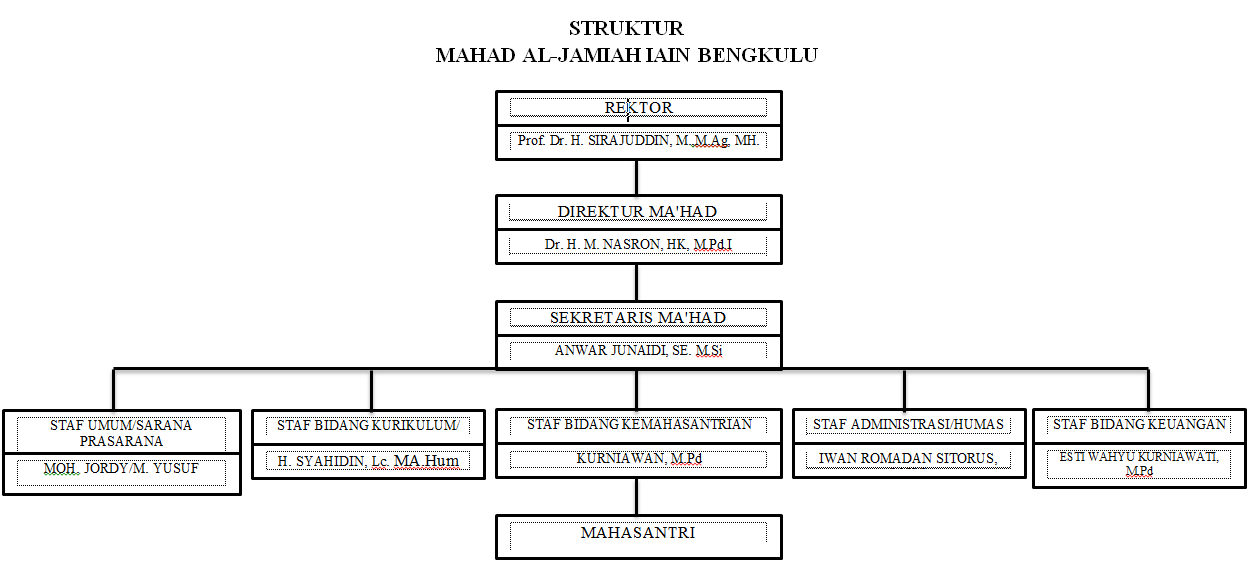 STRUKTUR
MAHAD AL-JAMIAH IAIN BENGKULU
REKTOR
Prof. Dr. H. SIRAJUDDIN, M.,M.Ag, MH.
DIREKTUR MA'HAD
Dr. H. M. NASRON, HK, M.Pd.I
SEKRETARIS MA'HAD
ANWAR JUNAIDI, SE. M.Si
STAF UMUM/SARANA
PRASARANA
MOH. JORDY/M. YUSUF
STAF BIDANG KURIKULUM/
H. SYAHIDIN, Lc. MA.Hum
STAF BIDANG KEMAHASANTRIAN
KURNIAWAN, M.Pd
STAF ADMINISTRASI/HUMAS
IWAN ROMADAN SITORUS,
STAF BIDANG KEUANGAN
ESTI WAHYU KURNIAWATI,
M.Pd
MAHASANTRI